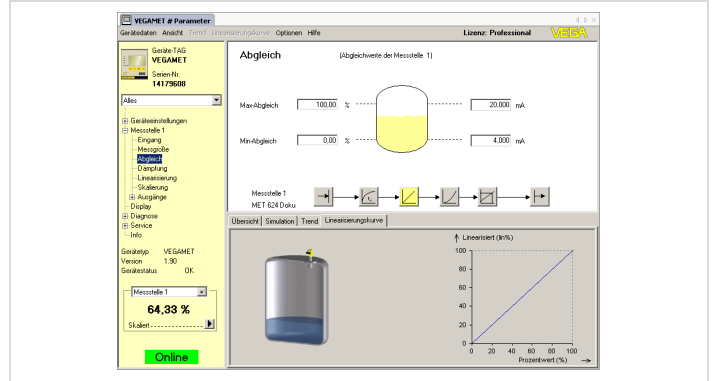 VEGAMET # Parameter
Gerätedaten Ansicht Trend Linearisierungskurve Optionen Hilfe
Lizenz: Professional
VEGA
Geräte-TAG
VEGAMET
Serien-Nr.
14179608
Alles
Geräteeinstellungen
Messstelle 1
Eingang
Messgröße
Abgleich
Dämpfung
Linearisierung
Skalierung
Ausgänge
Display
Diagnose
Service
Info
Gerätetyp VEGAMET
Version 1.90
Gerätestatus OK
Messstelle 1
64,33 %
Skaliert
Online
Abgleich
(Abgleichwerte der Messstelle 1)
Max-Abgleich 100,00 % 20,000 mA
Min-Abgleich 0,00 % 4,000 mA
Messstelle 1
MET 624 Doku
Übersicht Simulation Trend Linearisierungskurve
Linearisiert (lin%)
100
80
60
40
20
0
0 20 40 60 80 100
Prozentwert (%)